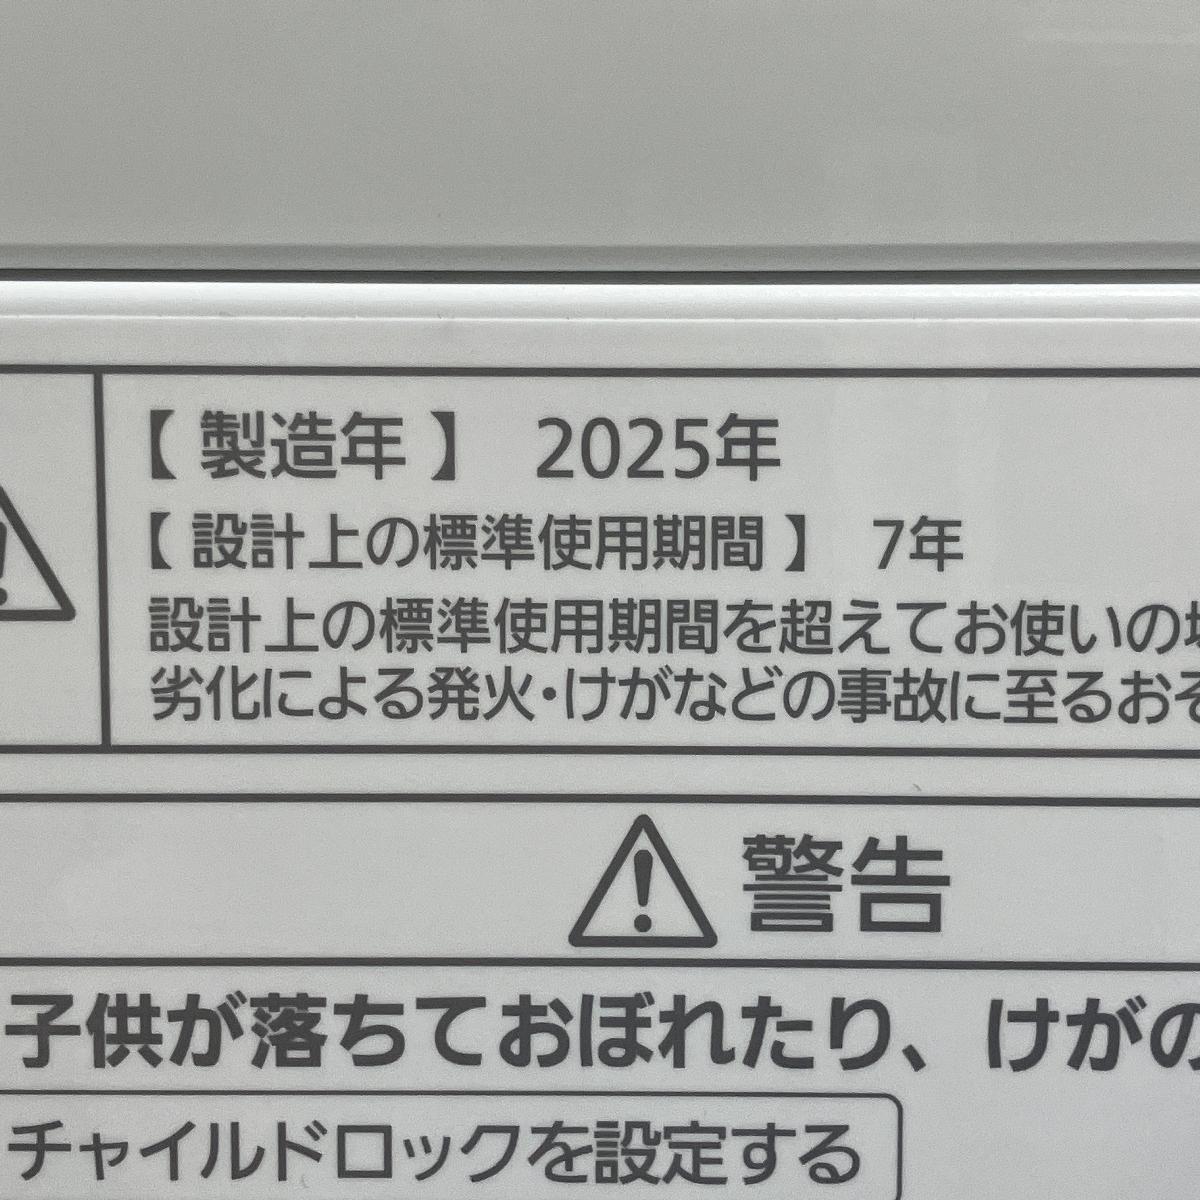 【 製造年 】 2025年
【 設計上の標準使用期間 】 7年
設計上の標準使用期間を超えてお使いの
劣化による発火・けがなどの事故に至るおそ
警告
子供が落ちておぼれたり、けがの
チャイルドロックを設定する